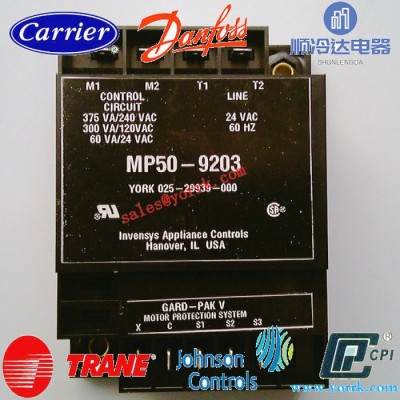 Carrier
Danfoss
顺冷达电器
SHUNLENGDA
M1 M2 T1 T2
CONTROL CIRCUIT
375 VA/240 VAC
300 VA/120VAC
60 VA/24 VAC
LINE
24 VAC
60 HZ
MP50-9203
YORK 025-29939-000
sales@yorrk.com
Invensys Appliance Controls
Hanover, IL USA
GARD-PAK V
MOTOR PROTECTION SYSTEM
X C S1 S2 S3
TRANE
Johnson Controls
CPI
www.yorrk.com